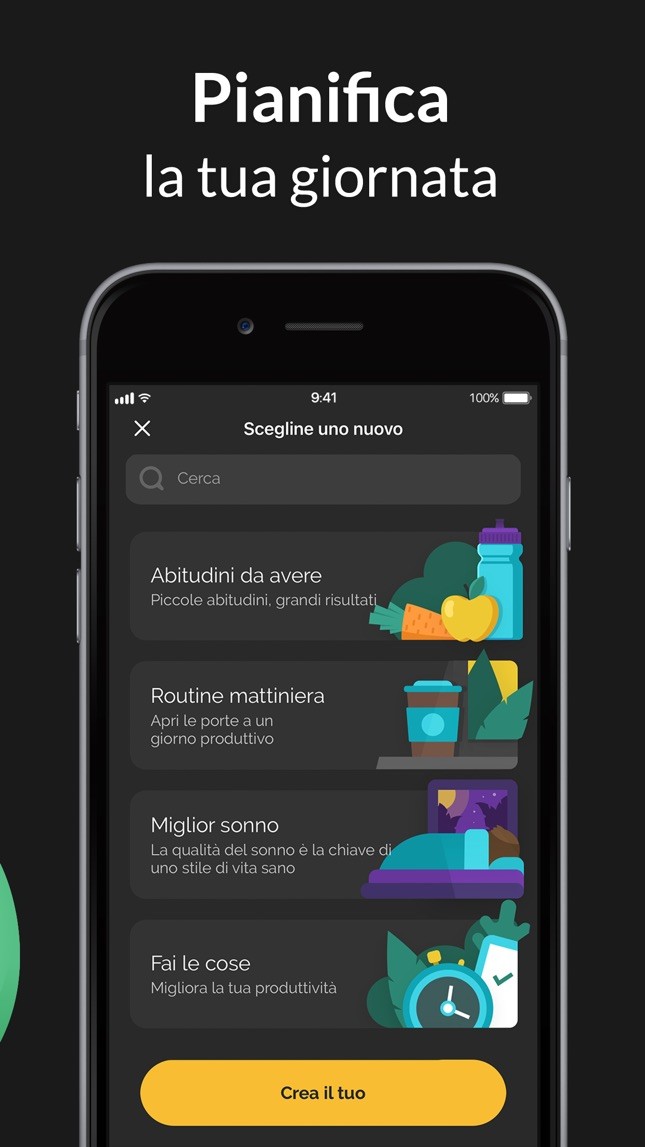 Pianifica
la tua giornata
9:41
100%
Scegline uno nuovo
Cerca
Abitudini da avere
Piccole abitudini, grandi risultati
Routine mattiniera
Apri le porte a un
giorno produttivo
Miglior sonno
La qualità del sonno è la chiave di
uno stile di vita sano
Fai le cose
Migliora la tua produttività
Crea il tuo